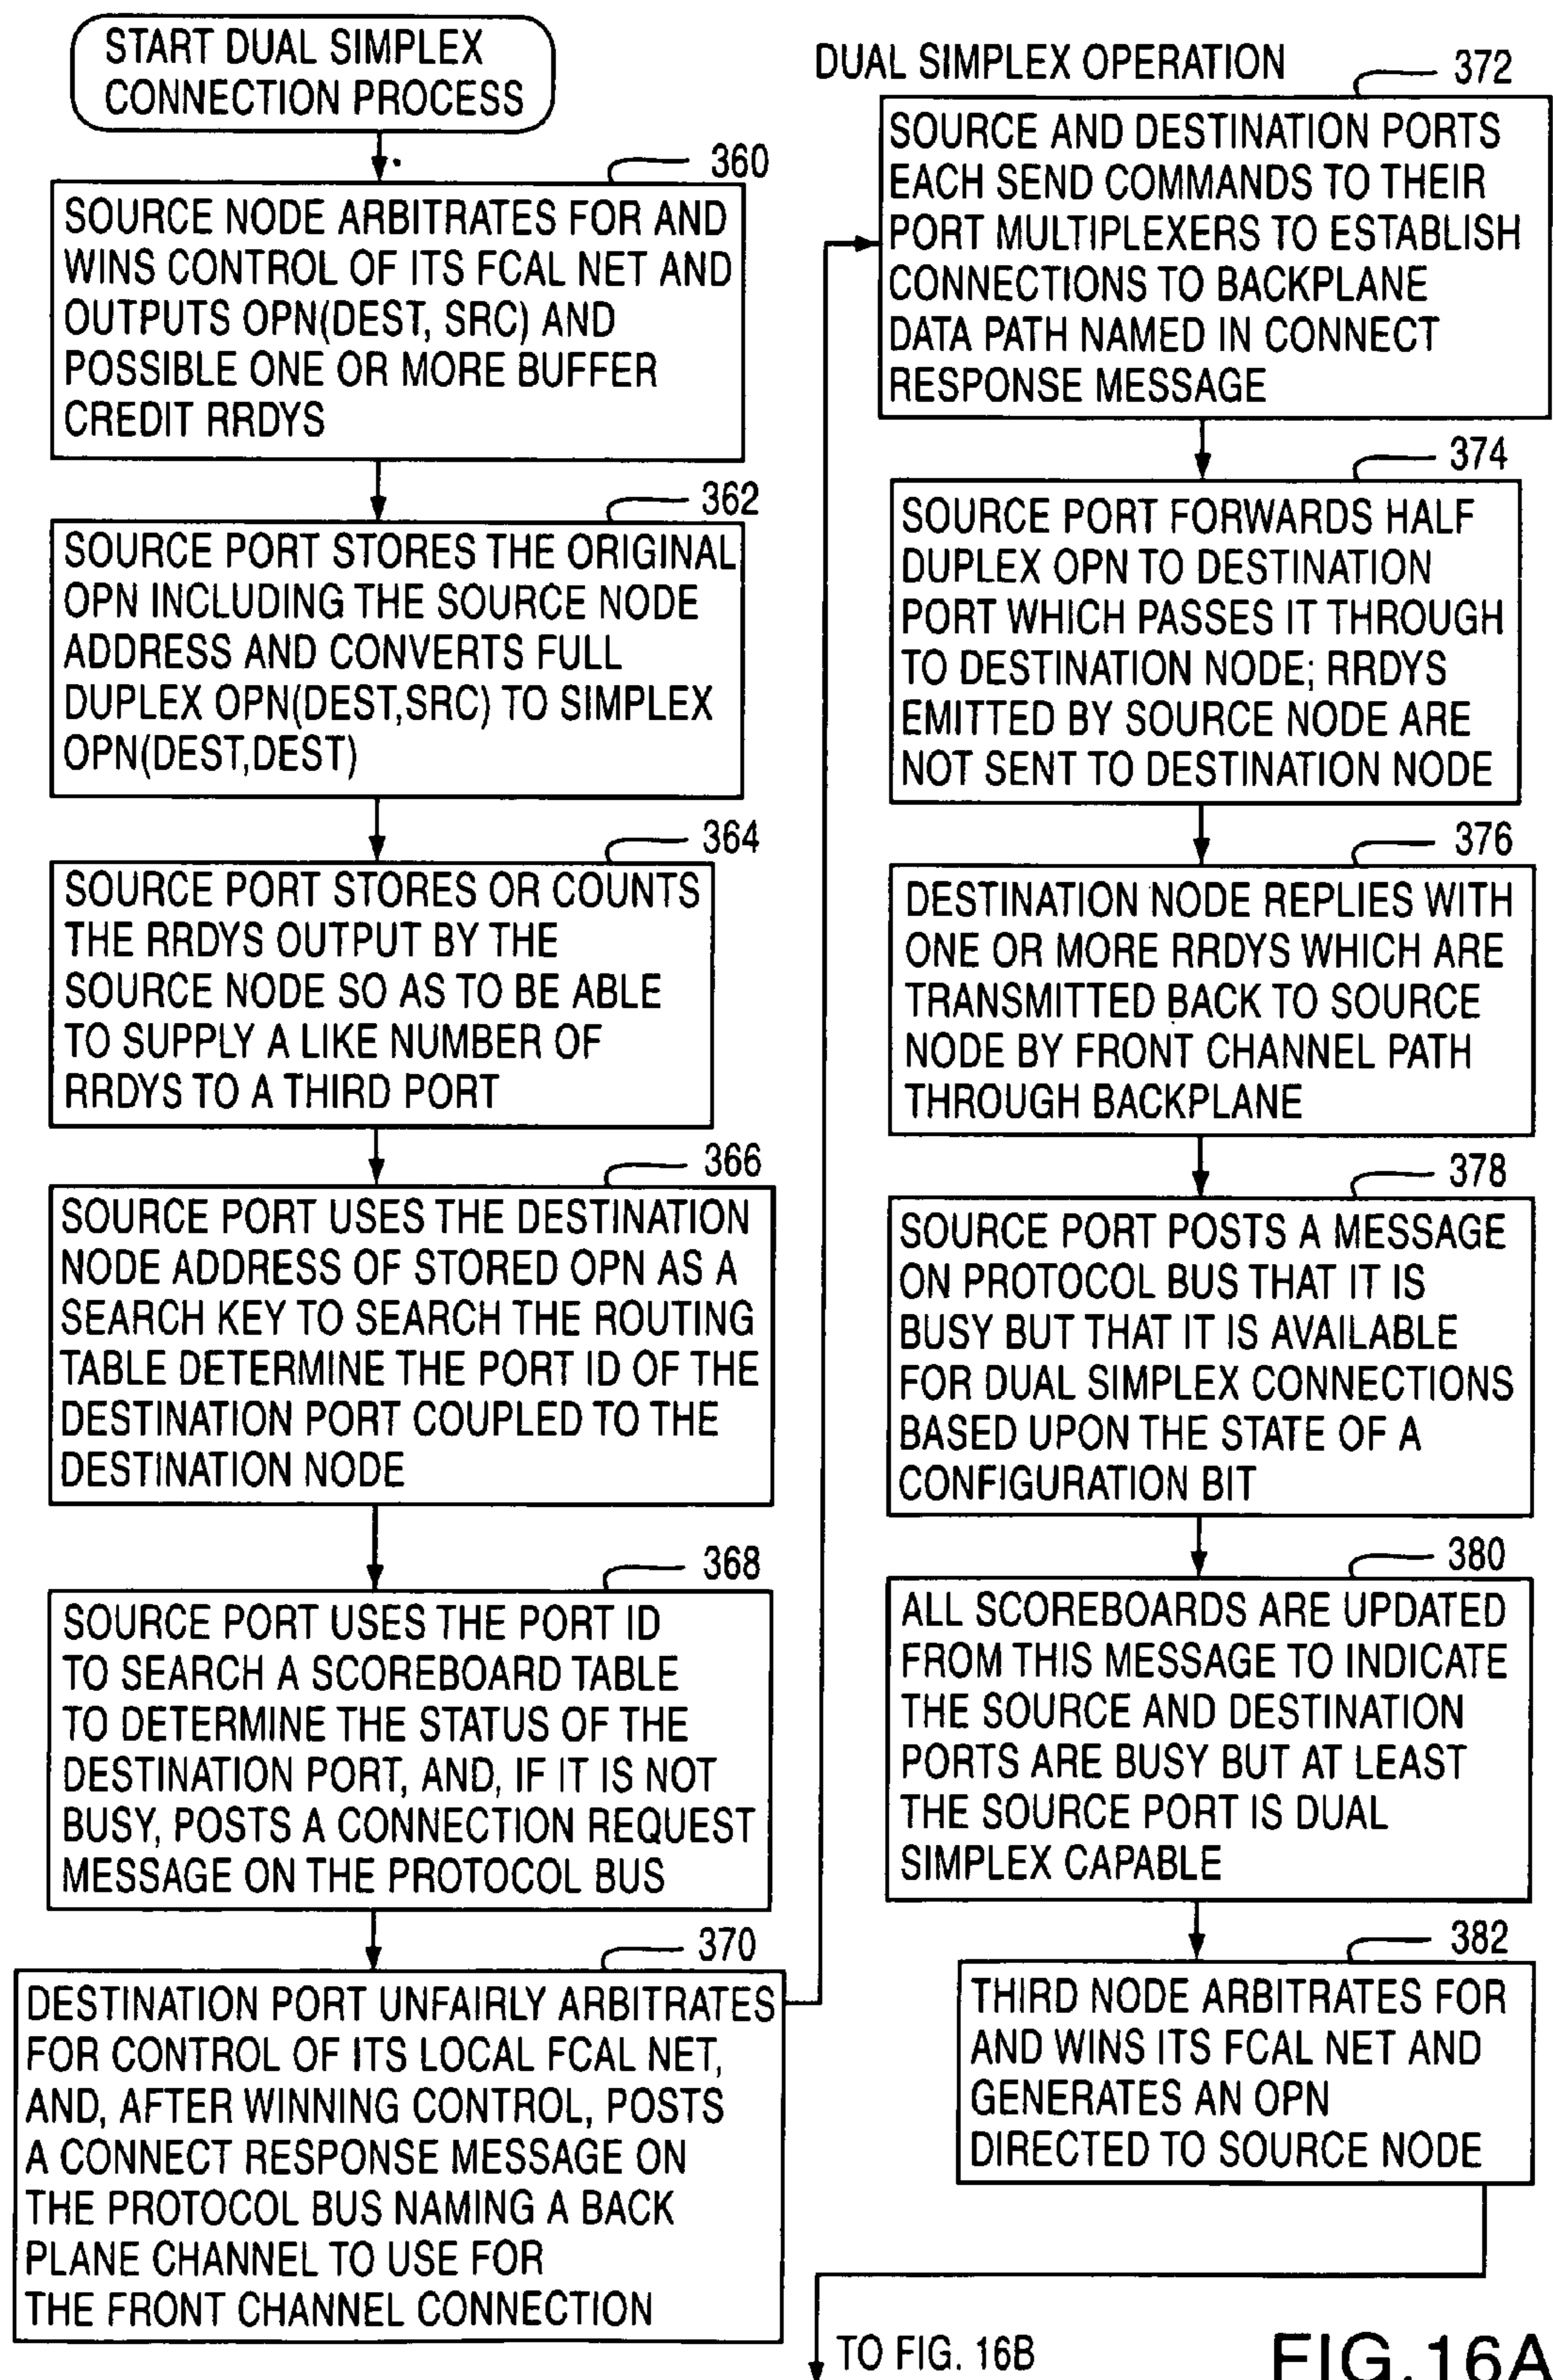 START DUAL SIMPLEX
CONNECTION PROCESS
360
SOURCE NODE ARBITRATES FOR AND
WINS CONTROL OF ITS FCAL NET AND
OUTPUTS OPN(DEST, SRC) AND
POSSIBLE ONE OR MORE BUFFER
CREDIT RRDYS
362
SOURCE PORT STORES THE ORIGINAL
OPN INCLUDING THE SOURCE NODE
ADDRESS AND CONVERTS FULL
DUPLEX OPN(DEST,SRC) TO SIMPLEX
OPN(DEST,DEST)
364
SOURCE PORT STORES OR COUNTS
THE RRDYS OUTPUT BY THE
SOURCE NODE SO AS TO BE ABLE
TO SUPPLY A LIKE NUMBER OF
RRDYS TO A THIRD PORT
366
SOURCE PORT USES THE DESTINATION
NODE ADDRESS OF STORED OPN AS A
SEARCH KEY TO SEARCH THE ROUTING
TABLE DETERMINE THE PORT ID OF THE
DESTINATION PORT COUPLED TO THE
DESTINATION NODE
368
SOURCE PORT USES THE PORT ID
TO SEARCH A SCOREBOARD TABLE
TO DETERMINE THE STATUS OF THE
DESTINATION PORT, AND, IF IT IS NOT
BUSY, POSTS A CONNECTION REQUEST
MESSAGE ON THE PROTOCOL BUS
370
DESTINATION PORT UNFAIRLY ARBITRATES
FOR CONTROL OF ITS LOCAL FCAL NET,
AND, AFTER WINNING CONTROL, POSTS
A CONNECT RESPONSE MESSAGE ON
THE PROTOCOL BUS NAMING A BACK
PLANE CHANNEL TO USE FOR
THE FRONT CHANNEL CONNECTION
DUAL SIMPLEX OPERATION
372
SOURCE AND DESTINATION PORTS
EACH SEND COMMANDS TO THEIR
PORT MULTIPLEXERS TO ESTABLISH
CONNECTIONS TO BACKPLANE
DATA PATH NAMED IN CONNECT
RESPONSE MESSAGE
374
SOURCE PORT FORWARDS HALF
DUPLEX OPN TO DESTINATION
PORT WHICH PASSES IT THROUGH
TO DESTINATION NODE; RRDYS
EMITTED BY SOURCE NODE ARE
NOT SENT TO DESTINATION NODE
376
DESTINATION NODE REPLIES WITH
ONE OR MORE RRDYS WHICH ARE
TRANSMITTED BACK TO SOURCE
NODE BY FRONT CHANNEL PATH
THROUGH BACKPLANE
378
SOURCE PORT POSTS A MESSAGE
ON PROTOCOL BUS THAT IT IS
BUSY BUT THAT IT IS AVAILABLE
FOR DUAL SIMPLEX CONNECTIONS
BASED UPON THE STATE OF A
CONFIGURATION BIT
380
ALL SCOREBOARDS ARE UPDATED
FROM THIS MESSAGE TO INDICATE
THE SOURCE AND DESTINATION
PORTS ARE BUSY BUT AT LEAST
THE SOURCE PORT IS DUAL
SIMPLEX CAPABLE
382
THIRD NODE ARBITRATES FOR
AND WINS ITS FCAL NET AND
GENERATES AN OPN
DIRECTED TO SOURCE NODE
TO FIG. 16B
FIG.16A